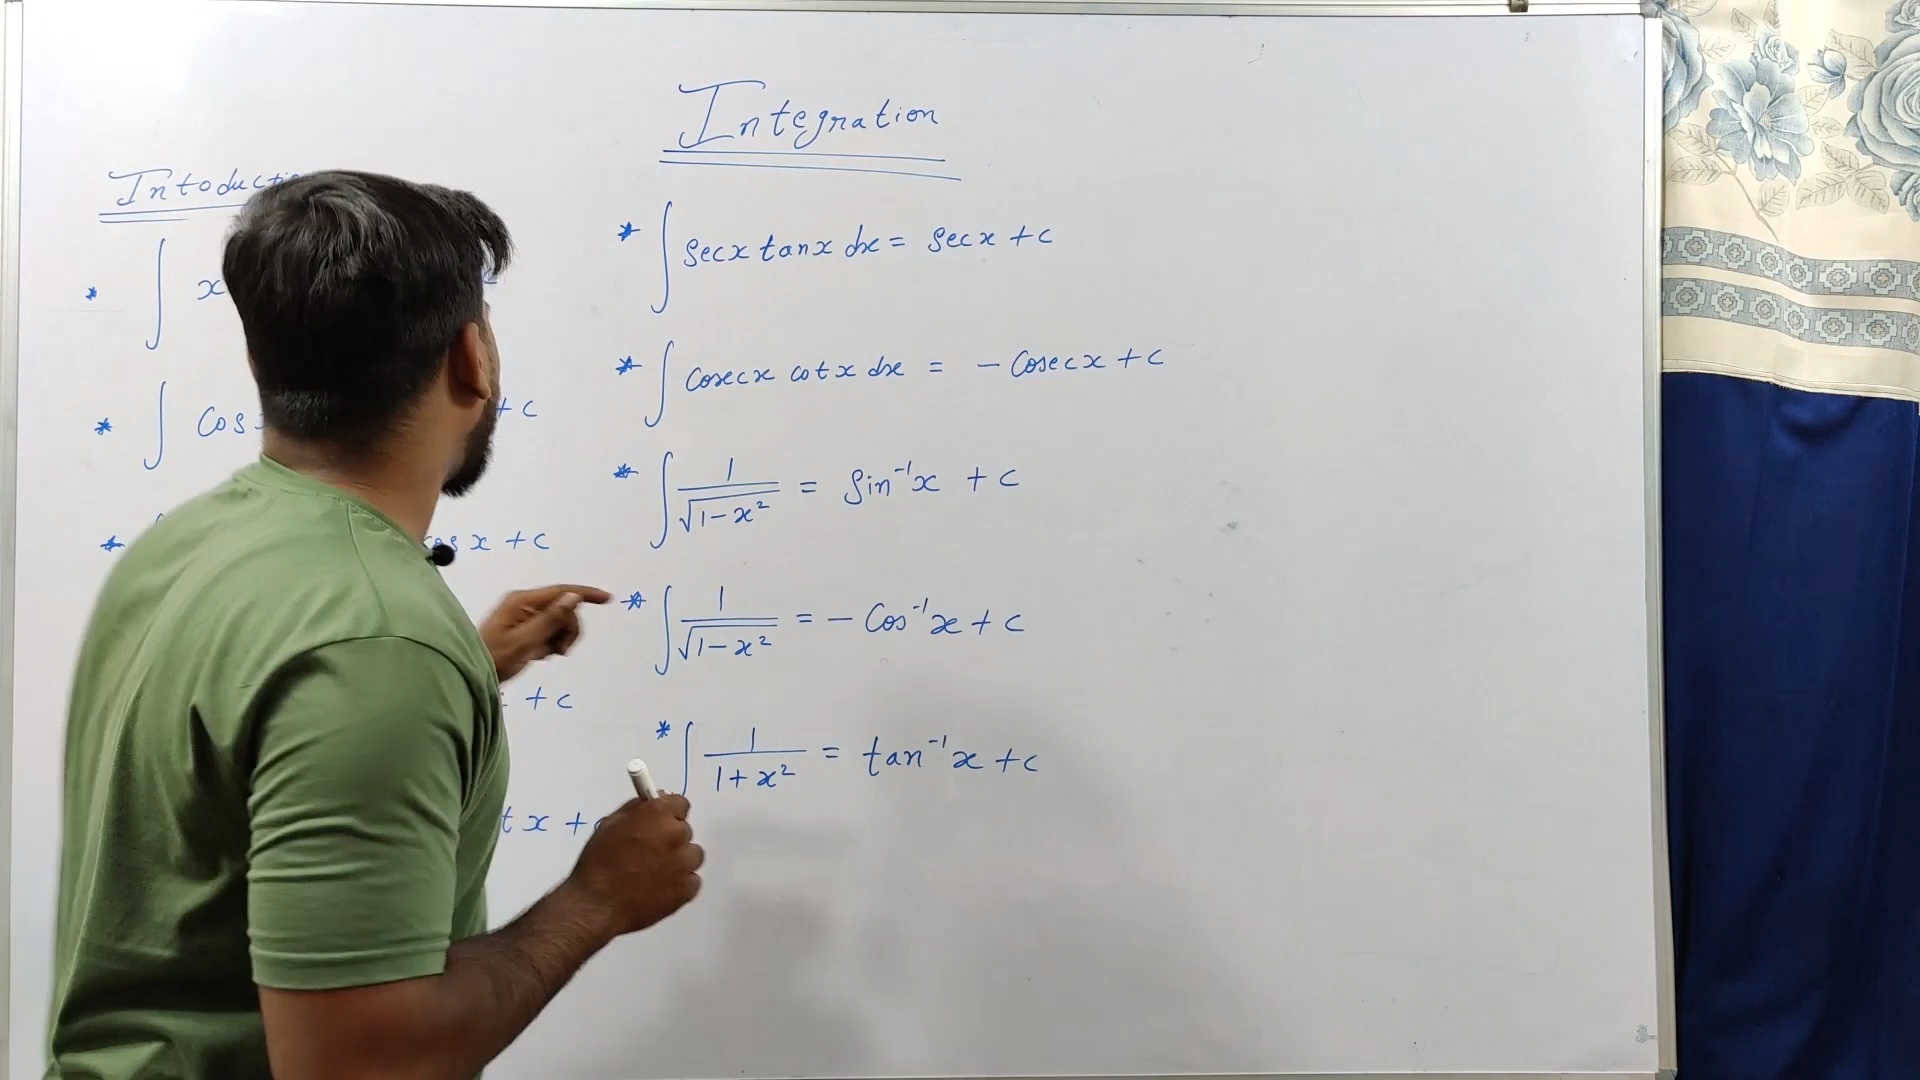 Integration
Intoduction
* ∫ x
* ∫ Cos x + c
* cos x + c
+ c
t x + c
* ∫ Secx tanx dx = Secx + c
* ∫ Cosecx cotx dx = - Cosecx + c
* ∫ 1/√(1-x²) = Sin⁻¹x + c
* ∫ 1/√(1-x²) = - Cos⁻¹x + c
* ∫ 1/(1+x²) = tan⁻¹x + c